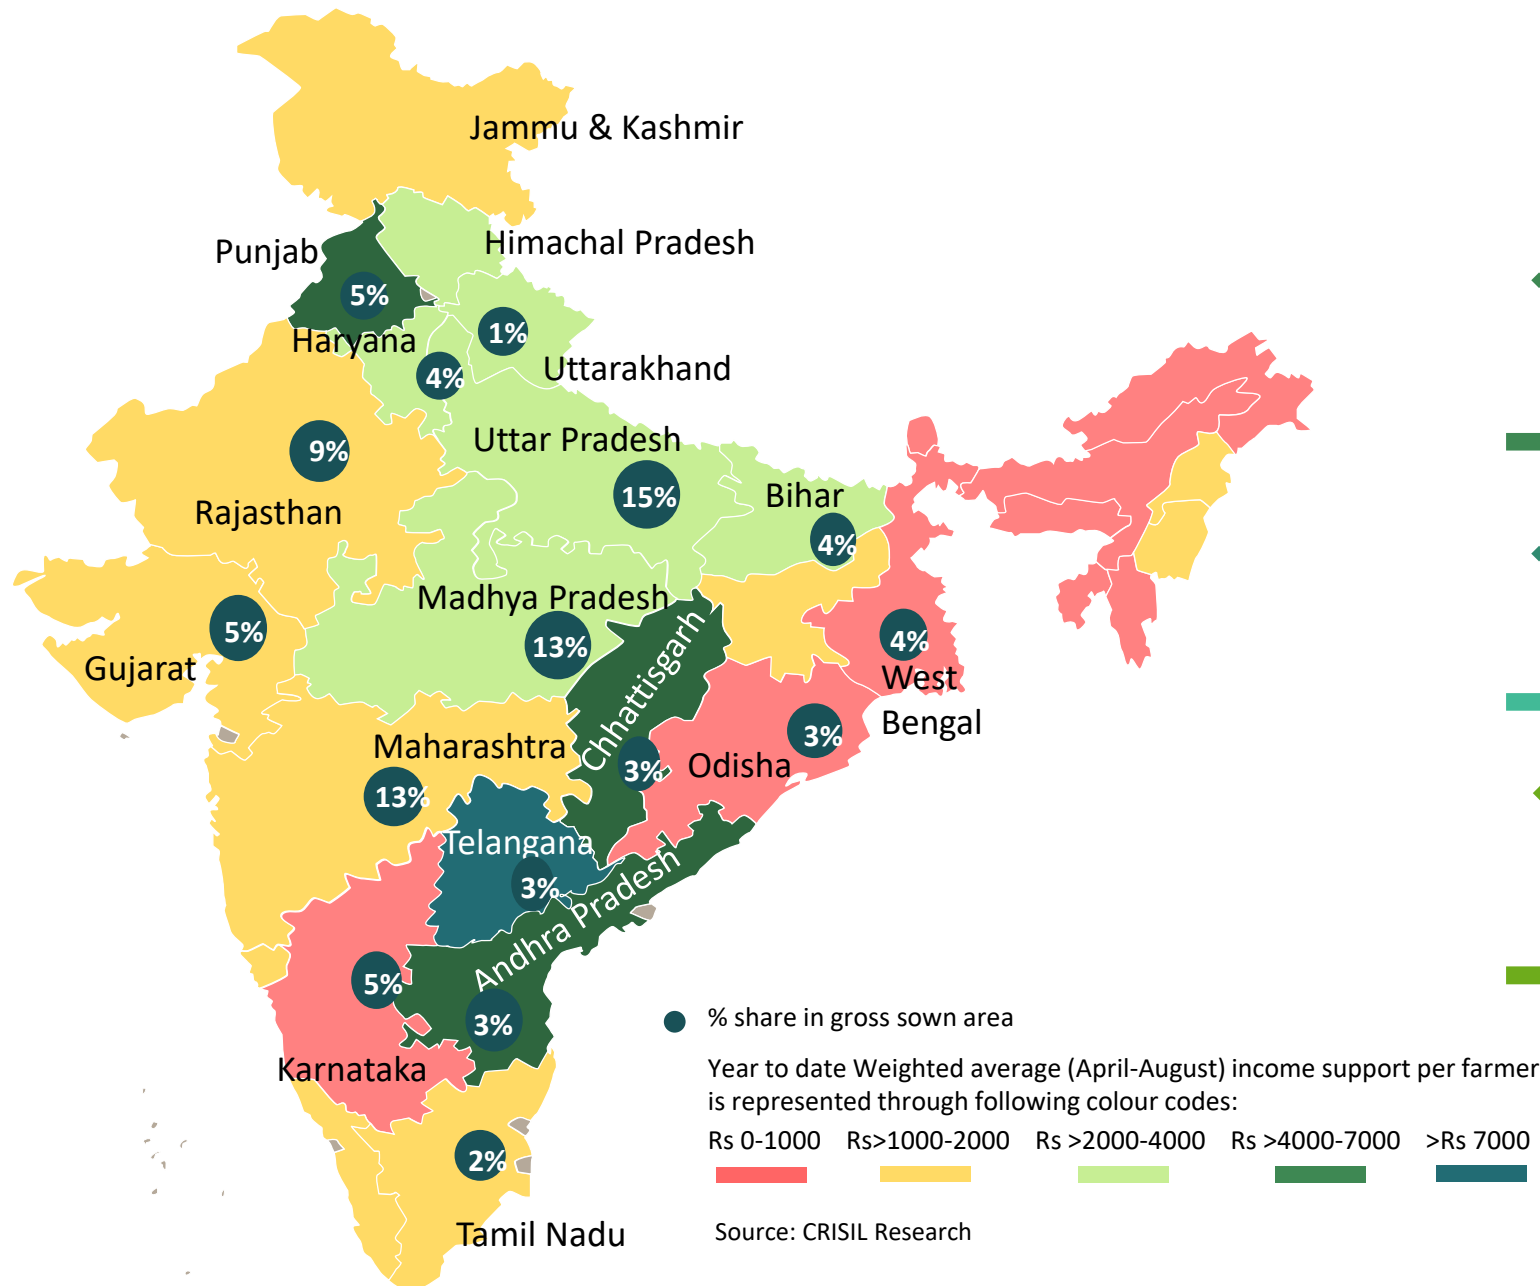 Jammu & Kashmir
Himachal Pradesh
Punjab
5%
1%
Haryana
Uttarakhand
4%
Uttar Pradesh
9%
15%
Bihar
Rajasthan
4%
Madhya Pradesh
5%
13%
4%
Gujarat
Chhattisgarh
West
Bengal
3%
Maharashtra
3%
Odisha
13%
Telangana
3%
Andhra Pradesh
5%
3%
Karnataka
2%
Tamil Nadu
% share in gross sown area
Year to date Weighted average (April-August) income support per farmer
is represented through following colour codes:
Rs 0-1000 Rs>1000-2000 Rs >2000-4000 Rs >4000-7000 >Rs 7000
Source: CRISIL Research